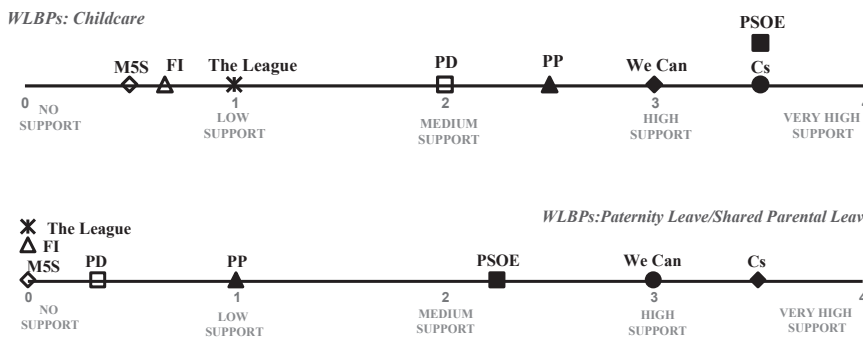 WLBPs: Childcare
PSOE
M5S FI The League PD PP We Can Cs
0 1 2 3 4
NO SUPPORT LOW SUPPORT MEDIUM SUPPORT HIGH SUPPORT VERY HIGH SUPPORT
WLBPs:Paternity Leave/Shared Parental Leav
The League
FI
M5S PD PP PSOE We Can Cs
0 1 2 3 4
NO SUPPORT LOW SUPPORT MEDIUM SUPPORT HIGH SUPPORT VERY HIGH SUPPORT